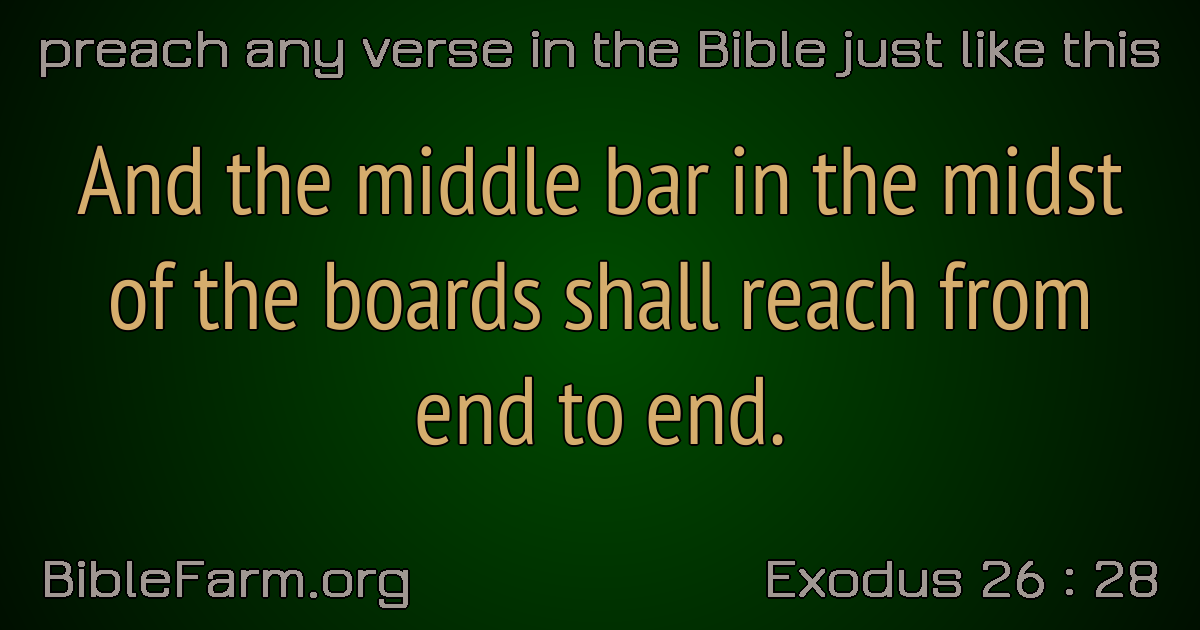 preach any verse in the Bible just like this
And the middle bar in the midst
of the boards shall reach from
end to end.
BibleFarm.org
Exodus 26 : 28